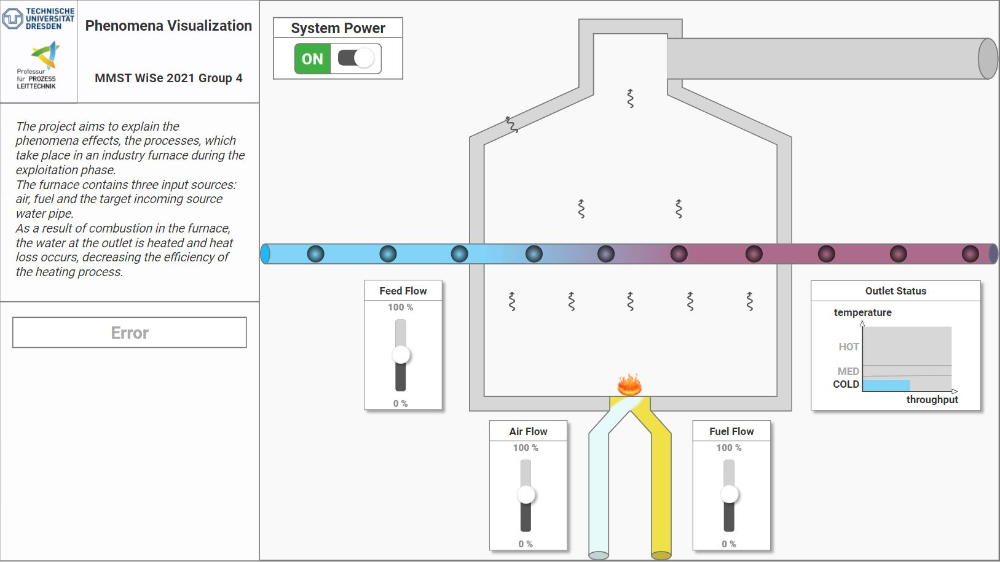 TECHNISCHE
UNIVERSITÄT
DRESDEN
Professur
für PROZESS
LEITTECHNIK
Phenomena Visualization
MMST WiSe 2021 Group 4
The project aims to explain the
phenomena effects, the processes, which
take place in an industry furnace during the
exploitation phase.
The furnace contains three input sources:
air, fuel and the target incoming source
water pipe.
As a result of combustion in the furnace,
the water at the outlet is heated and heat
loss occurs, decreasing the efficiency of
the heating process.
Error
System Power
ON
Feed Flow
100 %
0 %
Air Flow
100 %
0 %
Fuel Flow
100 %
0 %
Outlet Status
temperature
HOT
MED
COLD
throughput